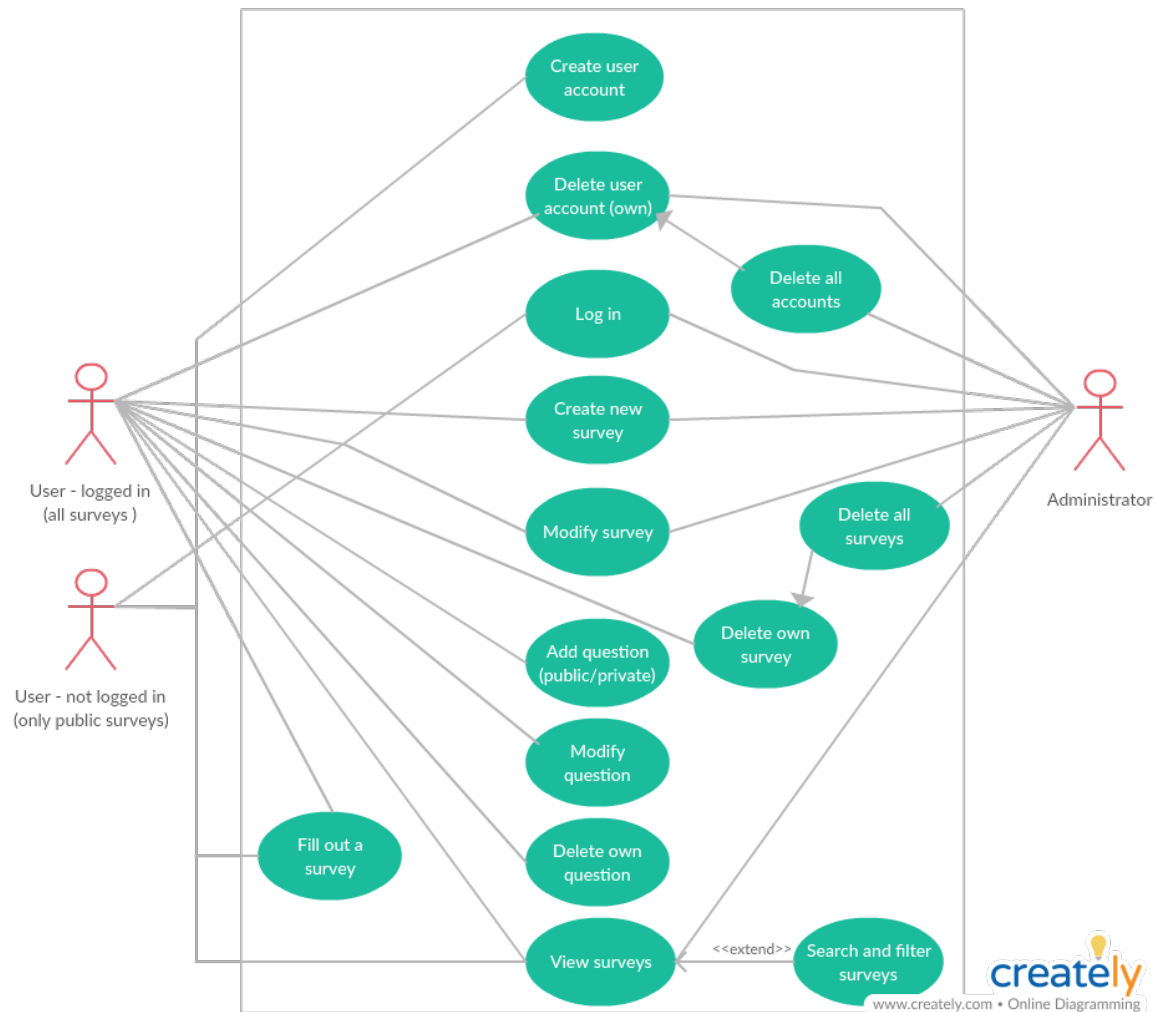 Create user
account
Delete user
account (own)
Delete all
accounts
Log in
Create new
survey
User - logged in
(all surveys )
Administrator
Modify survey
Delete all
surveys
Delete own
survey
Add question
(public/private)
User - not logged in
(only public surveys)
Modify
question
Fill out a
survey
Delete own
question
View surveys
<<extend>>
Search and filter
surveys
creately
www.creately.com • Online Diagramming